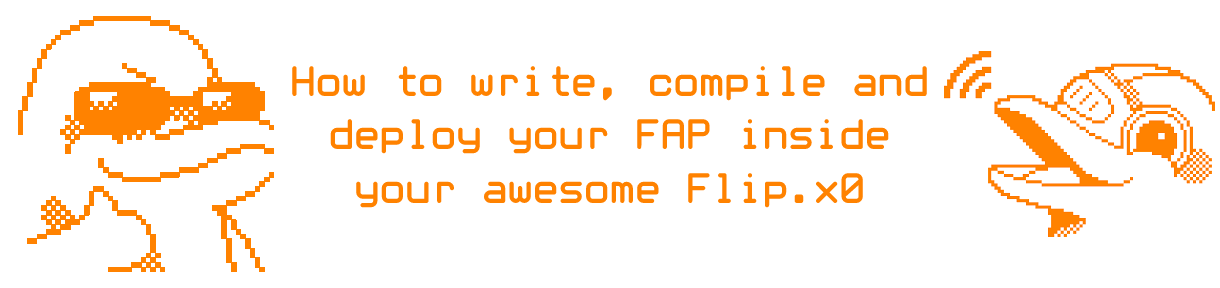 How to write, compile and
deploy your FAP inside
your awesome Flip.x0